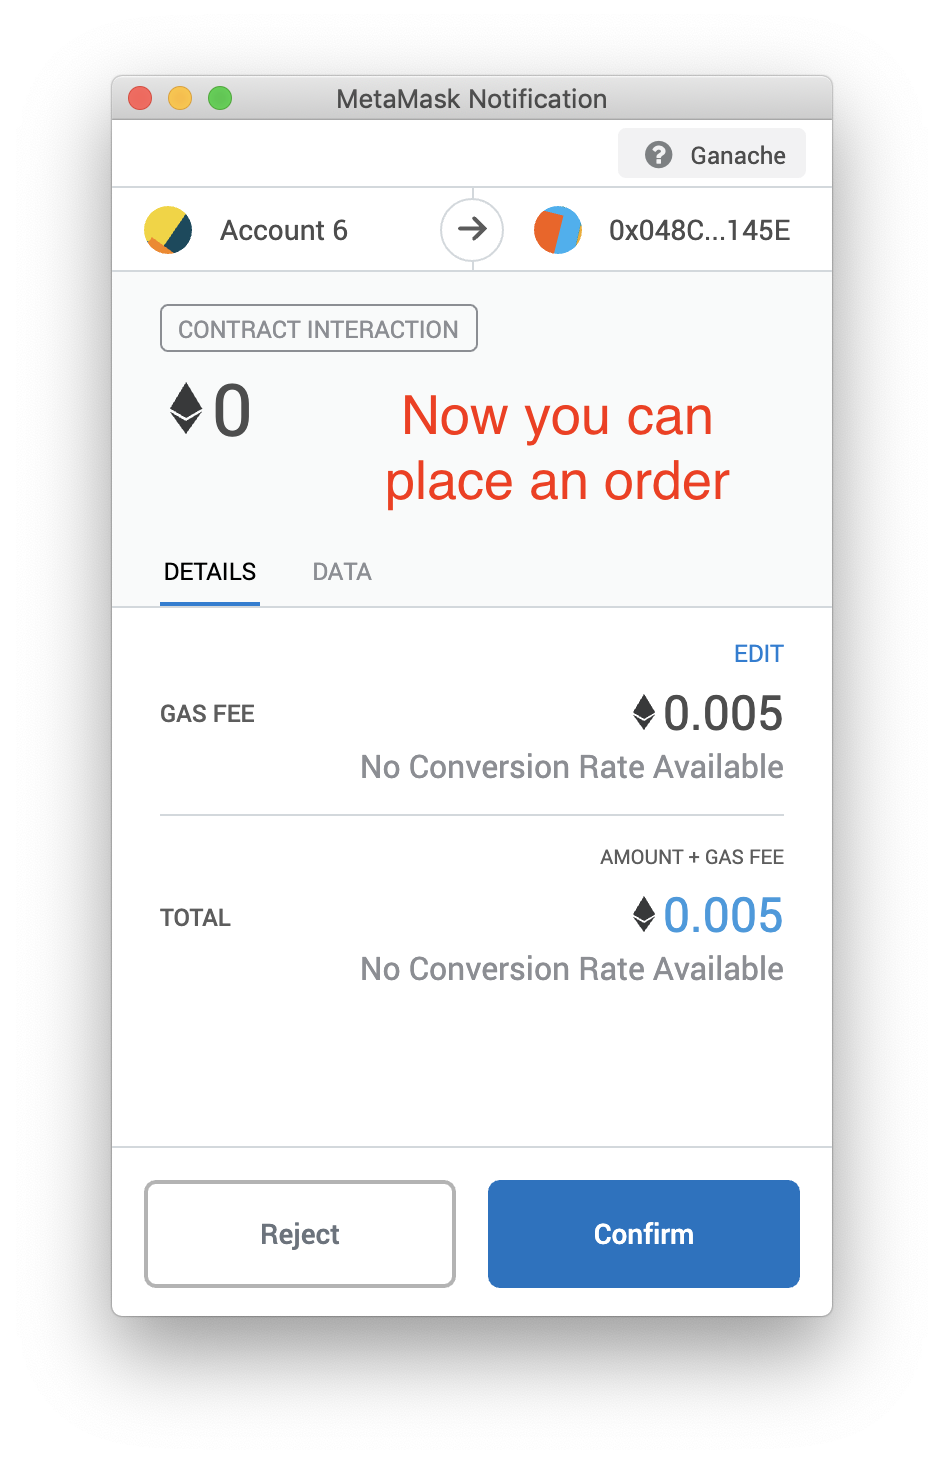 MetaMask Notification
? Ganache
Account 6 0x048C...145E
CONTRACT INTERACTION
0
Now you can
place an order
DETAILS DATA
EDIT
GAS FEE 0.005
No Conversion Rate Available
AMOUNT + GAS FEE
TOTAL 0.005
No Conversion Rate Available
Reject Confirm